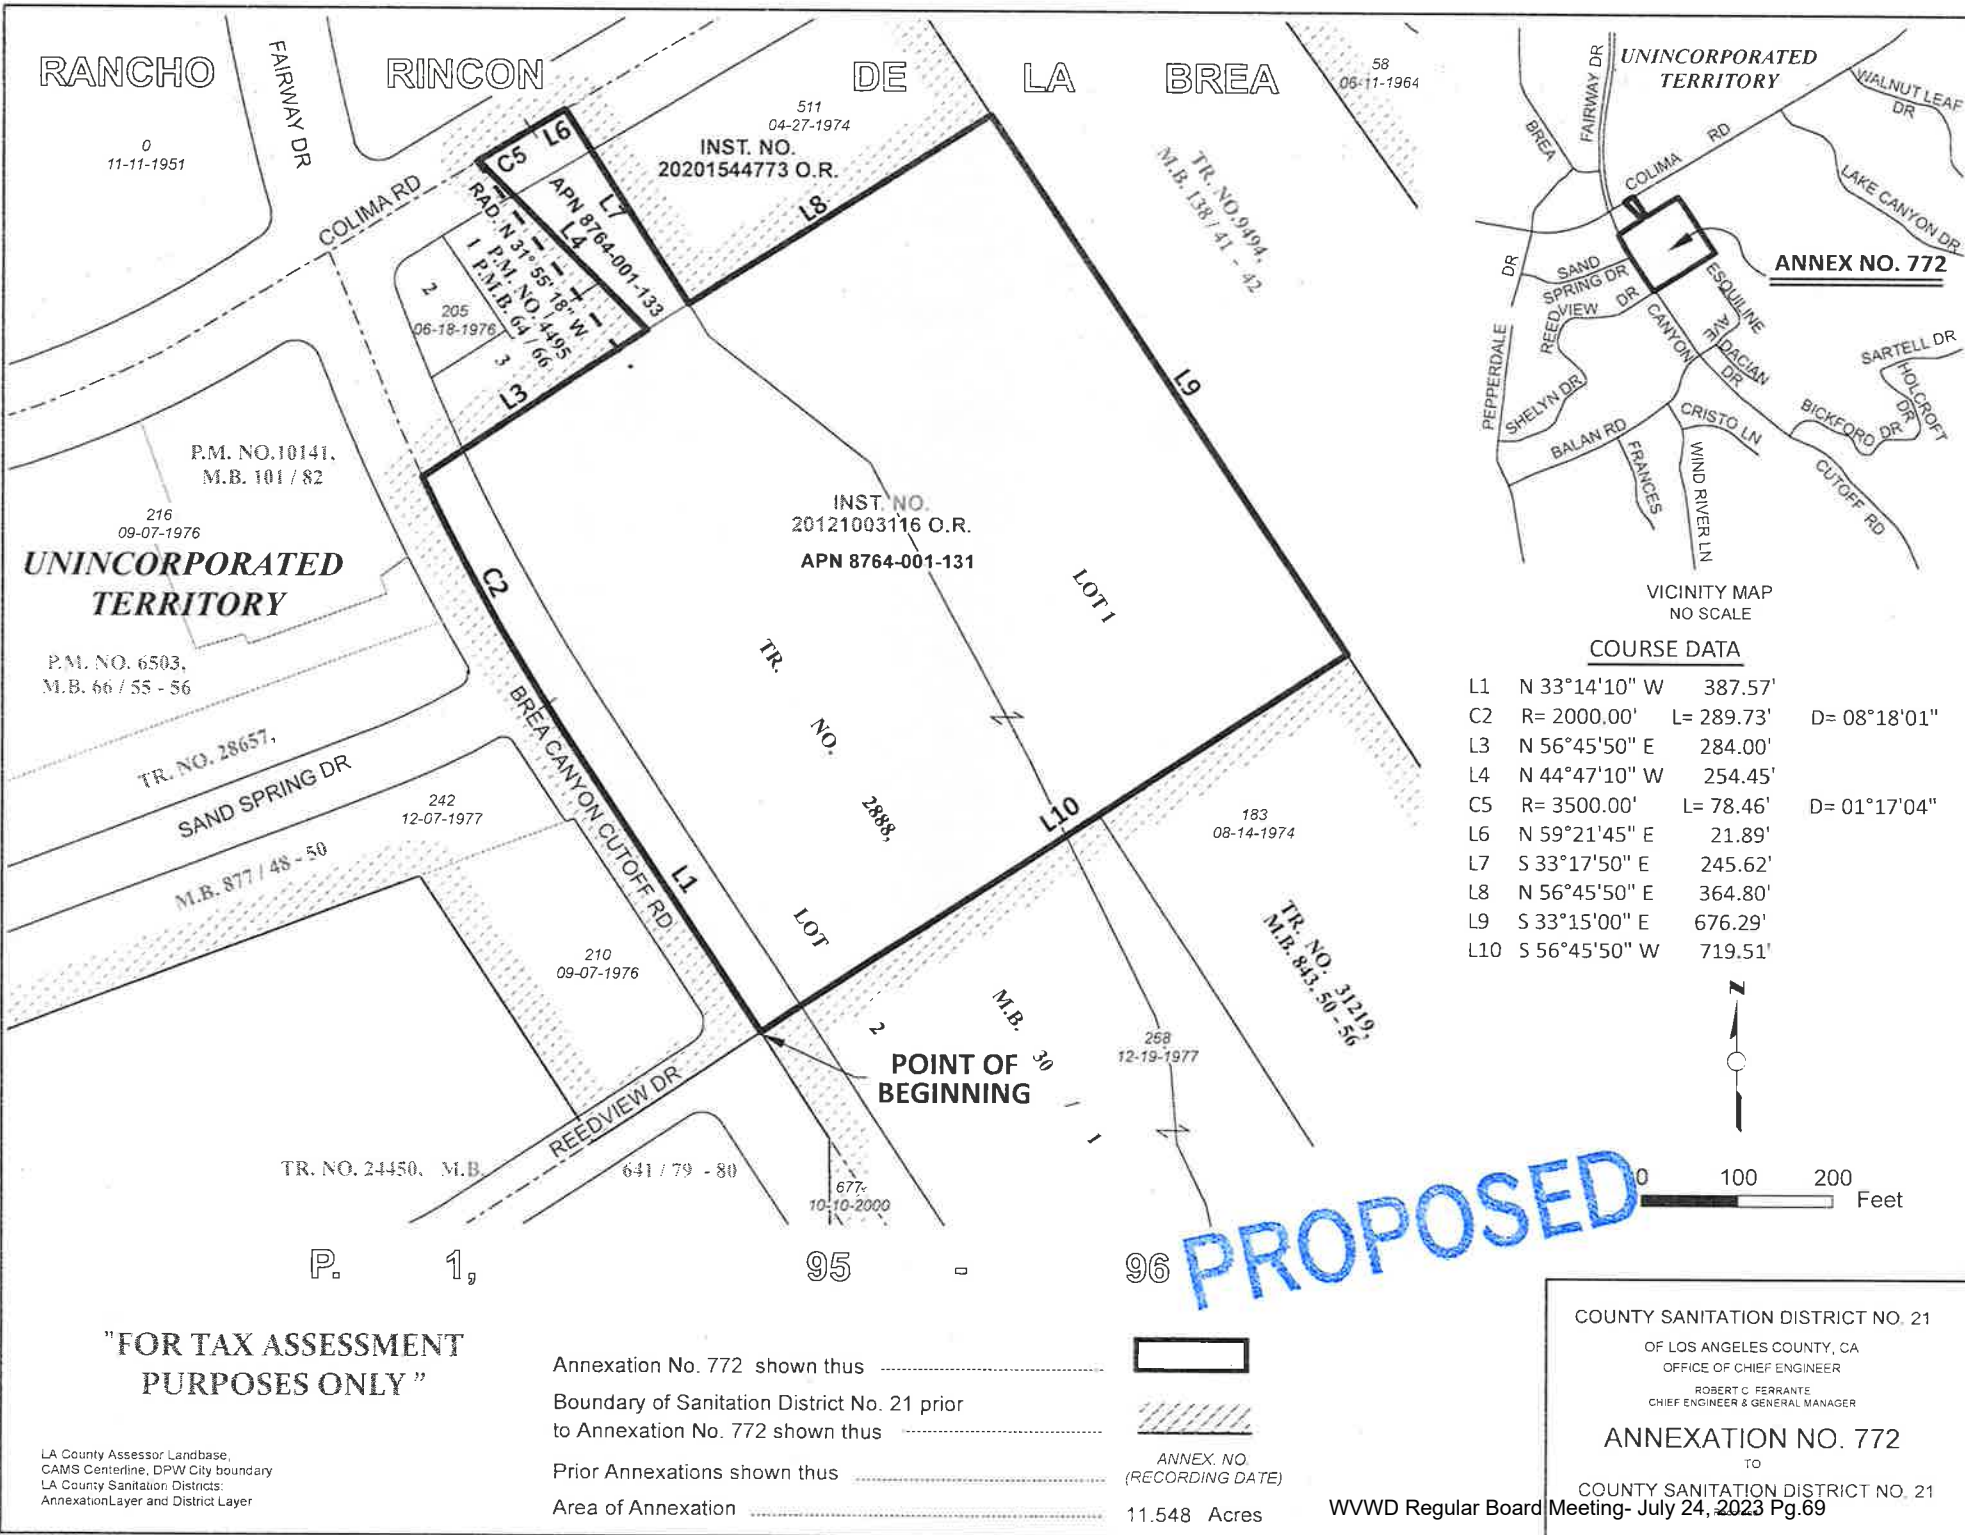 RANCHO RINCON DE LA BREA
FAIRWAY DR
0
11-11-1951
COLIMA RD
511
04-27-1974
INST. NO.
20201544773 O.R.
58
06-11-1964
C5
L6
L7
L8
APN 8764-001-133
L4
RAD. N 31° 55' 18" W
1 P.M. NO. 4495
P.M.B. 64 / 66
2
205
06-18-1976
3
L3
TR. NO.9494,
M.B. 138 / 41 - 42
L9
P.M. NO.10141,
M.B. 101 / 82
216
09-07-1976
UNINCORPORATED
TERRITORY
P.M. NO. 6503,
M.B. 66 / 55 - 56
C2
INST. NO.
20121003116 O.R.
APN 8764-001-131
LOT 1
TR.
NO.
2888,
LOT
2
M.B.
30
/
1
TR. NO. 28657,
SAND SPRING DR
M.B. 877 / 48 - 50
242
12-07-1977
BREA CANYON CUTOFF RD
L1
L10
183
08-14-1974
210
09-07-1976
TR. NO. 31219,
M.B. 843, 50 - 56
268
12-19-1977
POINT OF
BEGINNING
REEDVIEW DR
TR. NO. 24450, M.B. 641 / 79 - 80
677
10-10-2000
P. 1, 95 - 96
PROPOSED
UNINCORPORATED
TERRITORY
BREA
FAIRWAY DR
COLIMA RD
WALNUT LEAF
DR
LAKE CANYON DR
ANNEX NO. 772
DR
SAND
SPRING DR
REED
VIEW DR
CANYON
ESQUILINE
AVE
DACIAN
DR
PEPPERDALE
SHELYN DR
BALAN RD
FRANCES
CRISTO LN
WIND RIVER LN
BICKFORD DR
SARTELL DR
HOLCROFT
DR
CUTOFF RD
VICINITY MAP
NO SCALE
COURSE DATA
L1 N 33°14'10" W 387.57'
C2 R= 2000.00' L= 289.73' D= 08°18'01"
L3 N 56°45'50" E 284.00'
L4 N 44°47'10" W 254.45'
C5 R= 3500.00' L= 78.46' D= 01°17'04"
L6 N 59°21'45" E 21.89'
L7 S 33°17'50" E 245.62'
L8 N 56°45'50" E 364.80'
L9 S 33°15'00" E 676.29'
L10 S 56°45'50" W 719.51'
N
0 100 200
Feet
"FOR TAX ASSESSMENT
PURPOSES ONLY"
LA County Assessor Landbase,
CAMS Centerline, DPW City boundary
LA County Sanitation Districts:
AnnexationLayer and District Layer
Annexation No. 772 shown thus
Boundary of Sanitation District No. 21 prior
to Annexation No. 772 shown thus
Prior Annexations shown thus
ANNEX. NO.
(RECORDING DATE)
Area of Annexation 11.548 Acres
COUNTY SANITATION DISTRICT NO. 21
OF LOS ANGELES COUNTY, CA
OFFICE OF CHIEF ENGINEER
ROBERT C. FERRANTE
CHIEF ENGINEER & GENERAL MANAGER
ANNEXATION NO. 772
TO
COUNTY SANITATION DISTRICT NO. 21
WVWD Regular Board Meeting- July 24, 2023 Pg.69